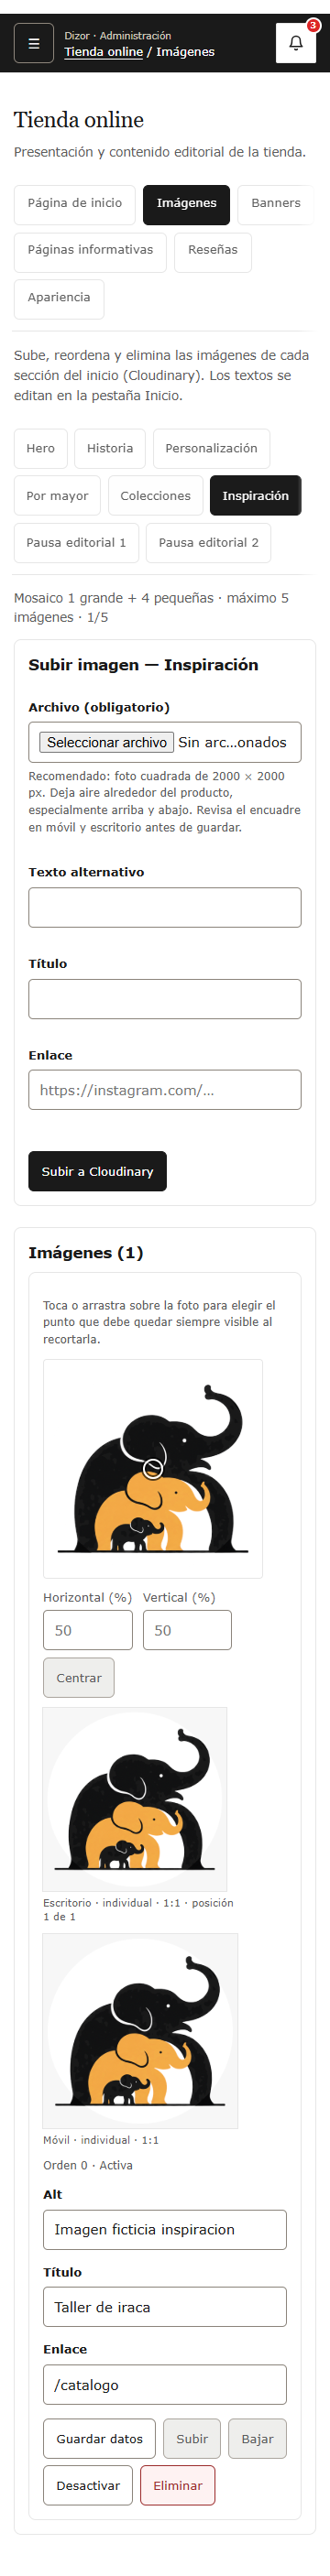 ☰
Dizor · Administración
Tienda online / Imágenes
3
Tienda online
Presentación y contenido editorial de la tienda.
Página de inicio
Imágenes
Banners
Páginas informativas
Reseñas
Apariencia
Sube, reordena y elimina las imágenes de cada
sección del inicio (Cloudinary). Los textos se
editan en la pestaña Inicio.
Hero
Historia
Personalización
Por mayor
Colecciones
Inspiración
Pausa editorial 1
Pausa editorial 2
Mosaico 1 grande + 4 pequeñas · máximo 5
imágenes · 1/5
Subir imagen — Inspiración
Archivo (obligatorio)
Seleccionar archivo Sin arc...onados
Recomendado: foto cuadrada de 2000 × 2000
px. Deja aire alrededor del producto,
especialmente arriba y abajo. Revisa el encuadre
en móvil y escritorio antes de guardar.
Texto alternativo
Título
Enlace
https://instagram.com/...
Subir a Cloudinary
Imágenes (1)
Toca o arrastra sobre la foto para elegir el
punto que debe quedar siempre visible al
recortarla.
Horizontal (%) Vertical (%)
50
50
Centrar
Escritorio · individual · 1:1 · posición
1 de 1
Móvil · individual · 1:1
Orden 0 · Activa
Alt
Imagen ficticia inspiracion
Título
Taller de iraca
Enlace
/catalogo
Guardar datos
Subir
Bajar
Desactivar
Eliminar